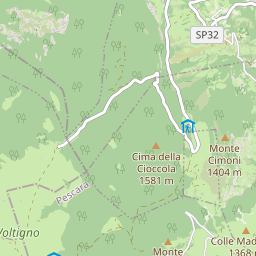 SP32
Cima della
Cioccola
1581 m
Monte
Cimoni
1404 m
Pescara
Voltigno
Colle Mad
1368 m
Monte